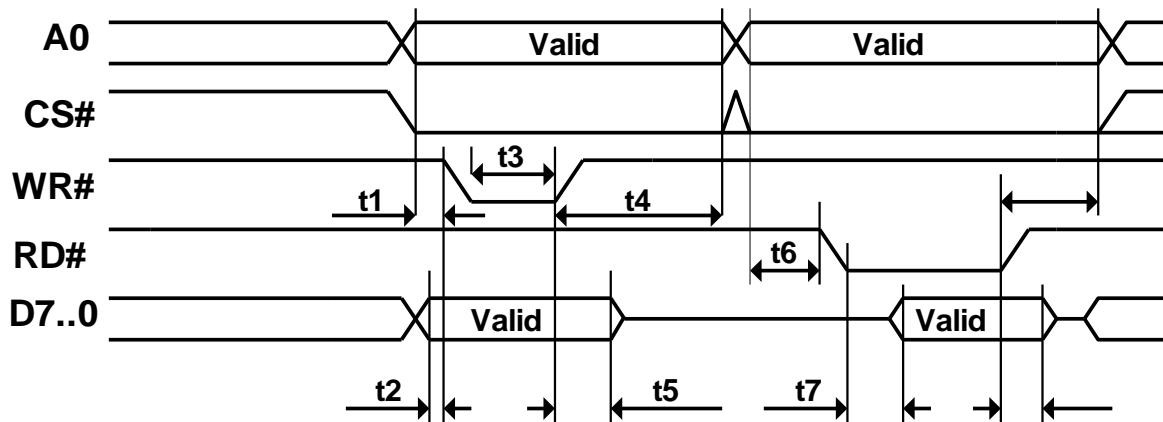 A0 Valid Valid
CS#
WR# t3
t1 t4
RD# t6
D7..0 Valid Valid
t2 t5 t7